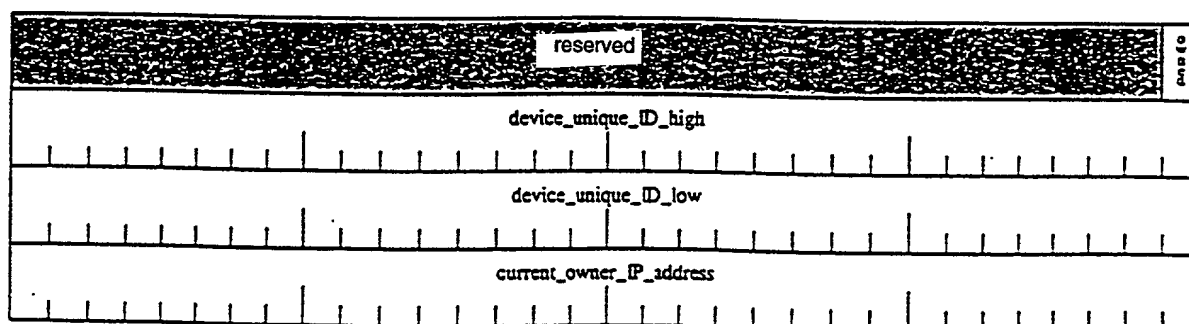 reserved
device_unique_ID_high
device_unique_ID_low
current_owner_IP_address